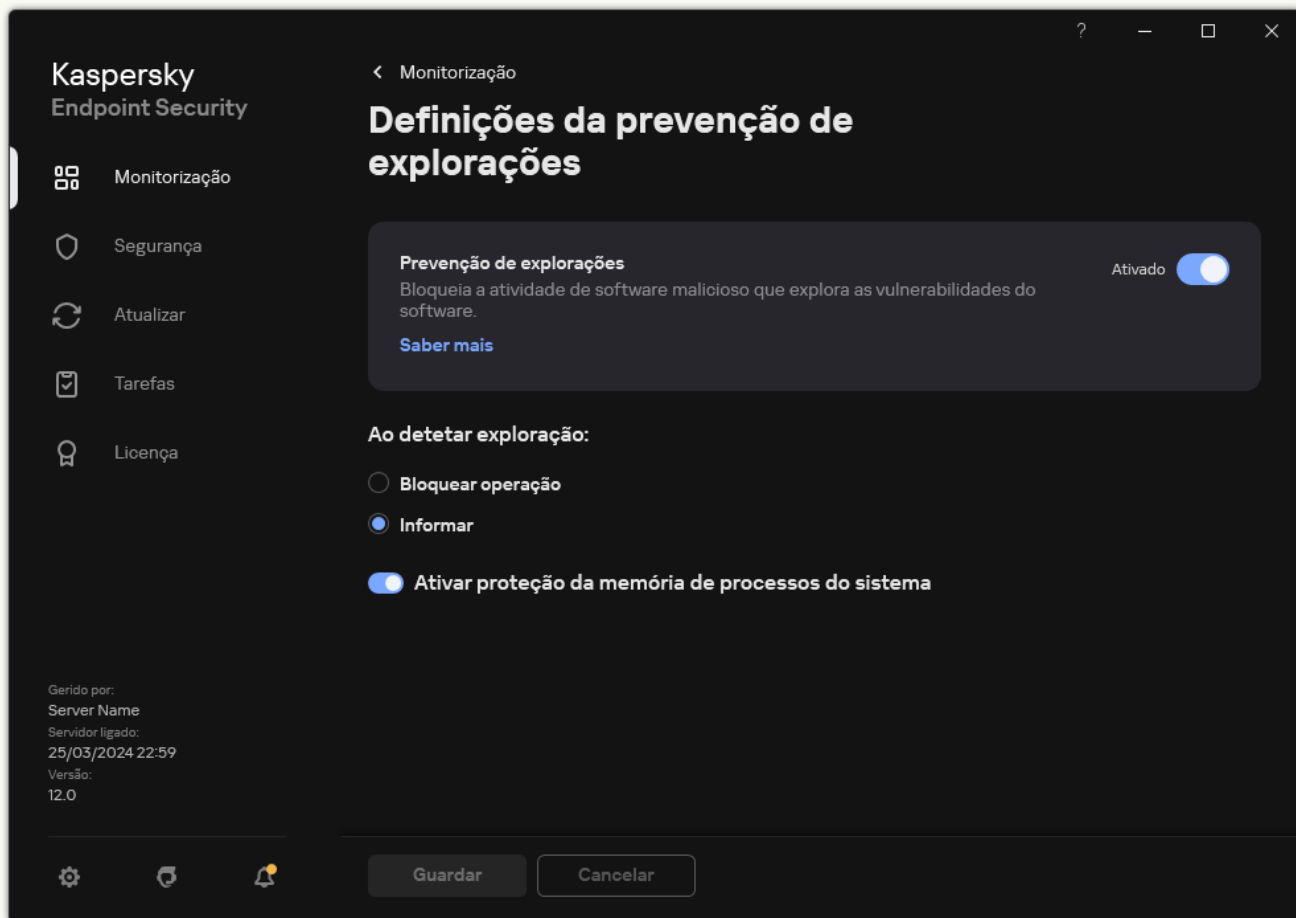 ?
Kaspersky
Endpoint Security
Monitorização
Segurança
Atualizar
Tarefas
Licença
Gerido por:
Server Name
Servidor ligado:
25/03/2024 22:59
Versão:
12.0
Monitorização
Definições da prevenção de
explorações
Prevenção de explorações
Bloqueia a atividade de software malicioso que explora as vulnerabilidades do
software.
Saber mais
Ativado
Ao detetar exploração:
Bloquear operação
Informar
Ativar proteção da memória de processos do sistema
Guardar
Cancelar